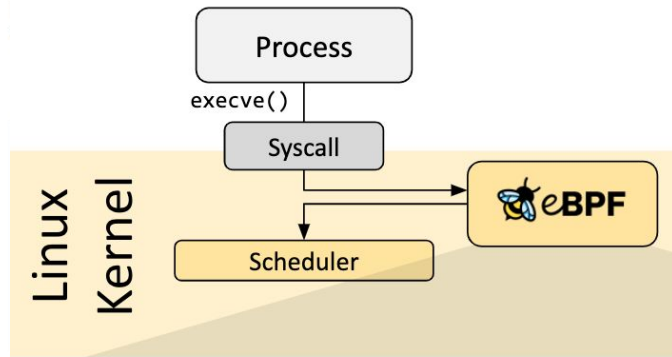 Process
execve()
Syscall
eBPF
Scheduler
Linux
Kernel